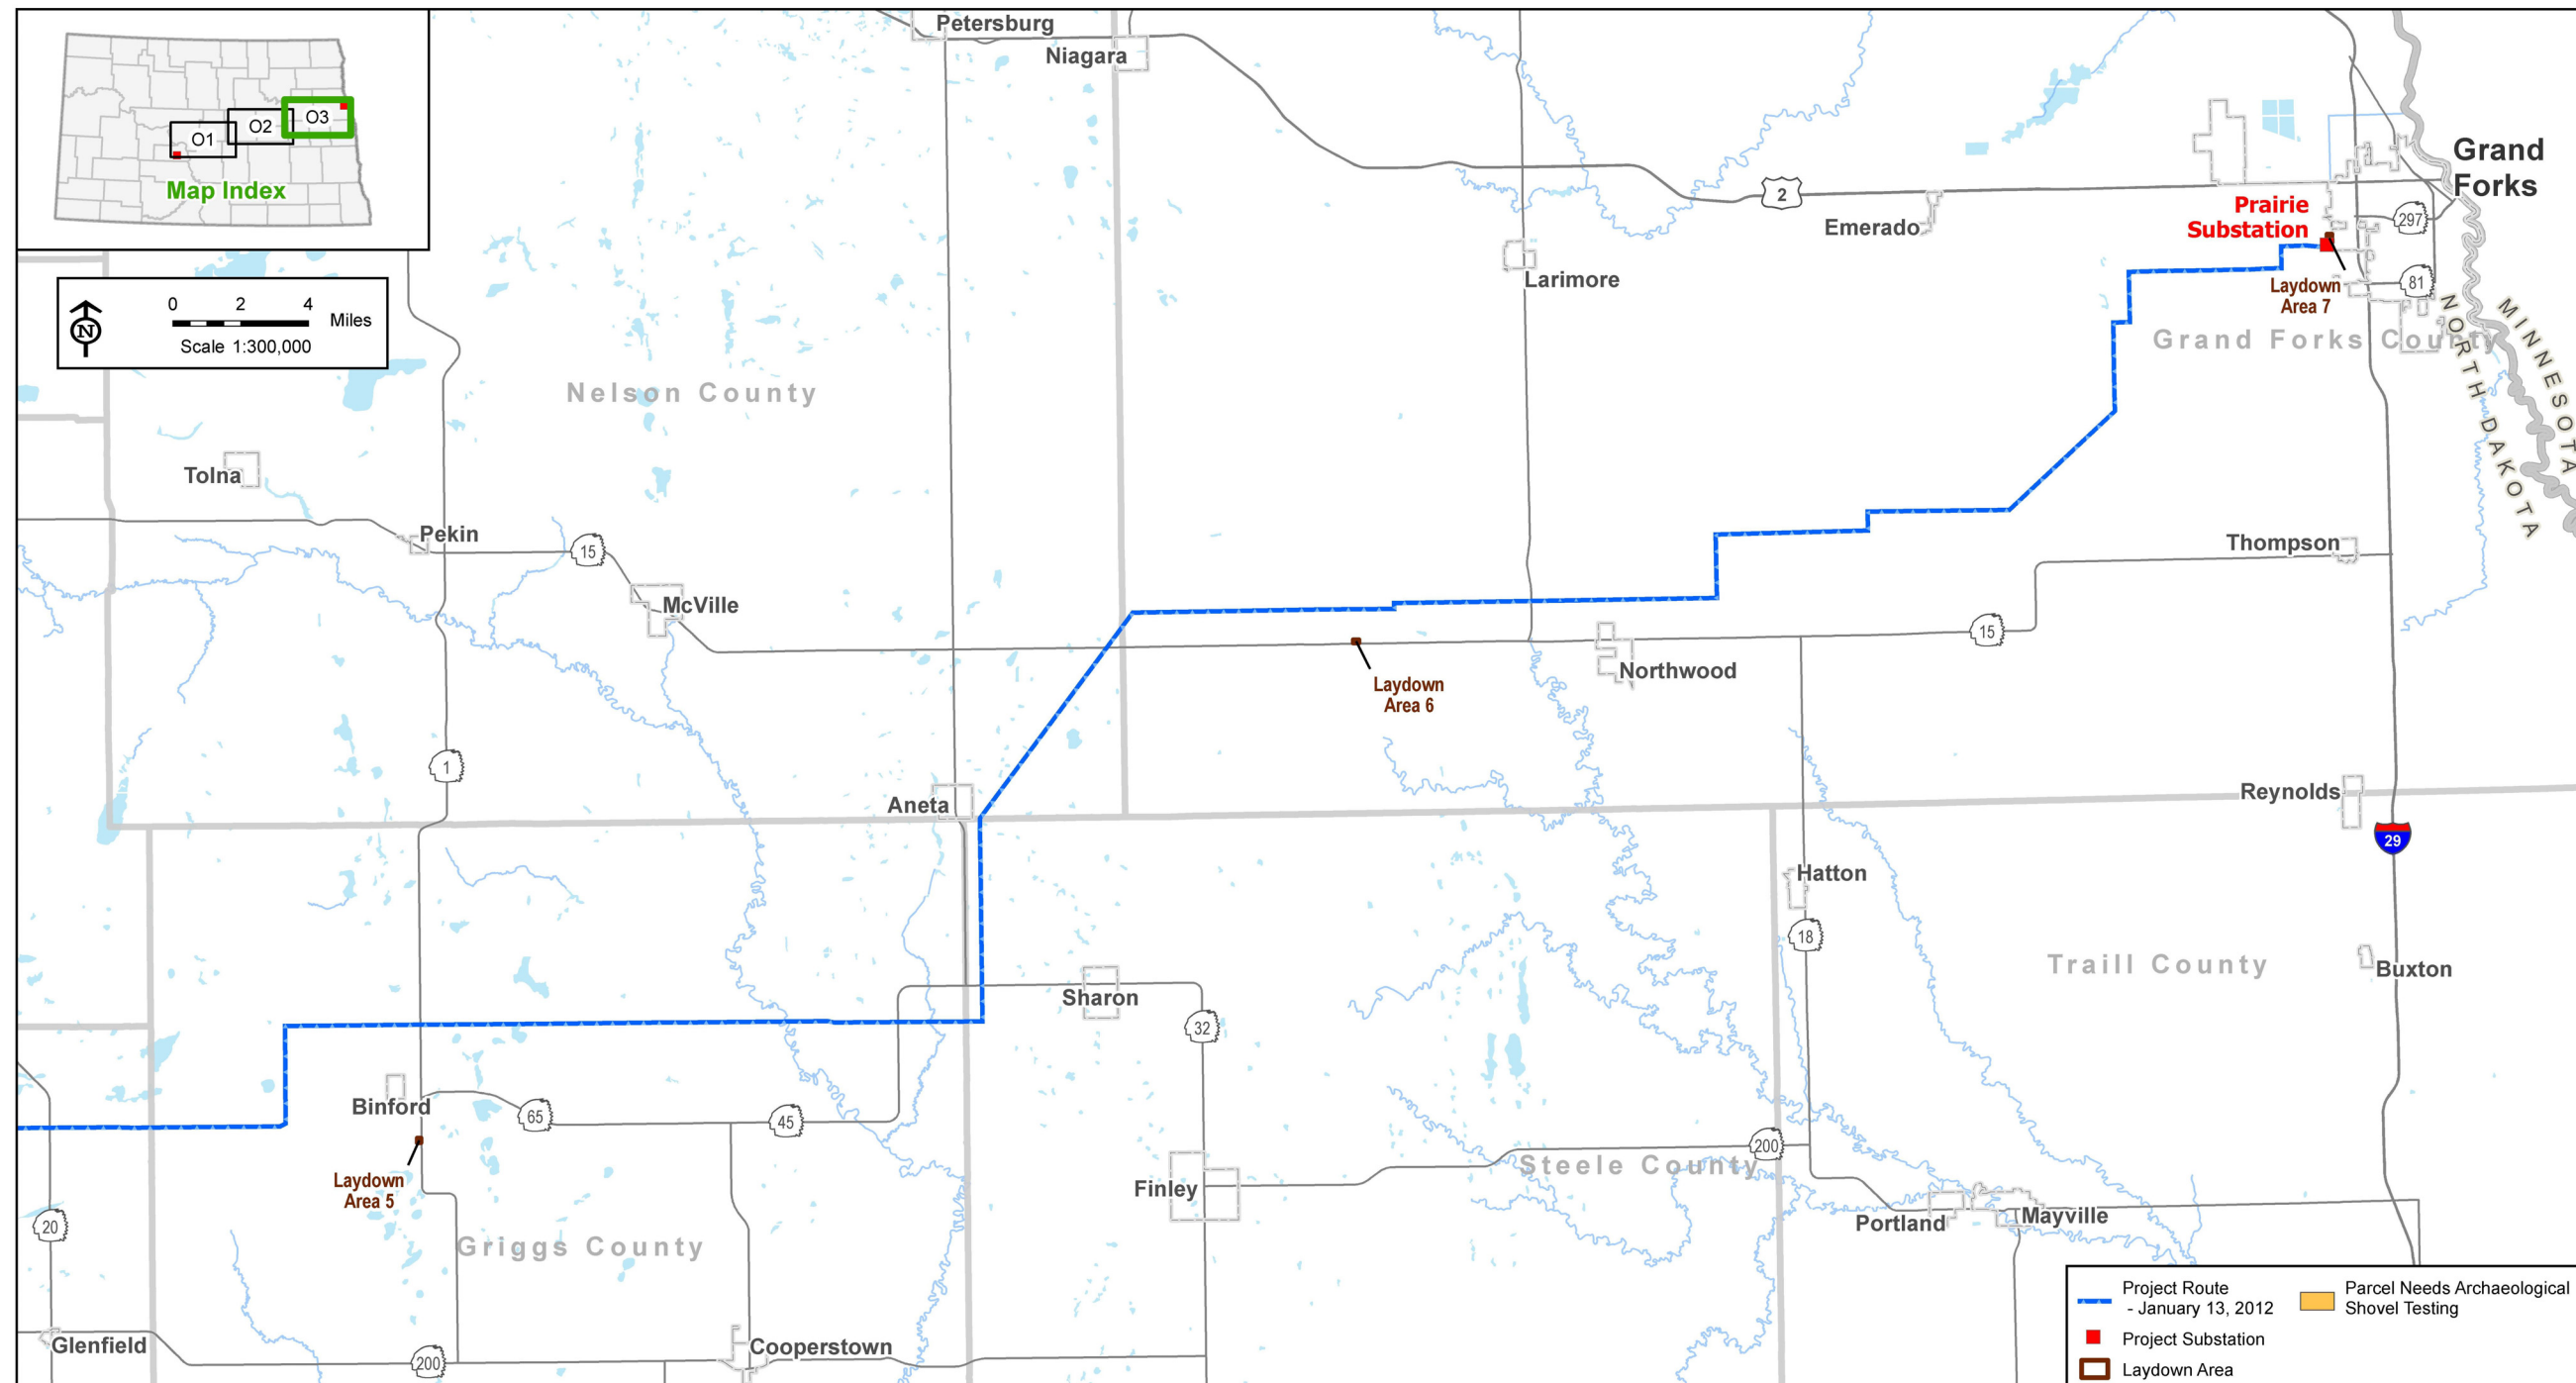 Petersburg
Niagara
O1
O2
O3
Map Index
Grand
Forks
2
Emerado
Prairie
Substation
297
Larimore
Laydown
Area 7
81
0 2 4
Miles
Scale 1:300,000
N
Grand Forks County
MINNESOTA
NORTH DAKOTA
Nelson County
Tolna
Pekin
15
Thompson
McVille
15
Northwood
Laydown
Area 6
1
Aneta
Reynolds
29
Hatton
18
Traill County
Buxton
Sharon
32
Binford
65
45
Laydown
Area 5
200
Steele County
Finley
Portland
Mayville
20
Griggs County
Glenfield
200
Cooperstown
Project Route
- January 13, 2012
Parcel Needs Archaeological
Shovel Testing
Project Substation
Laydown Area